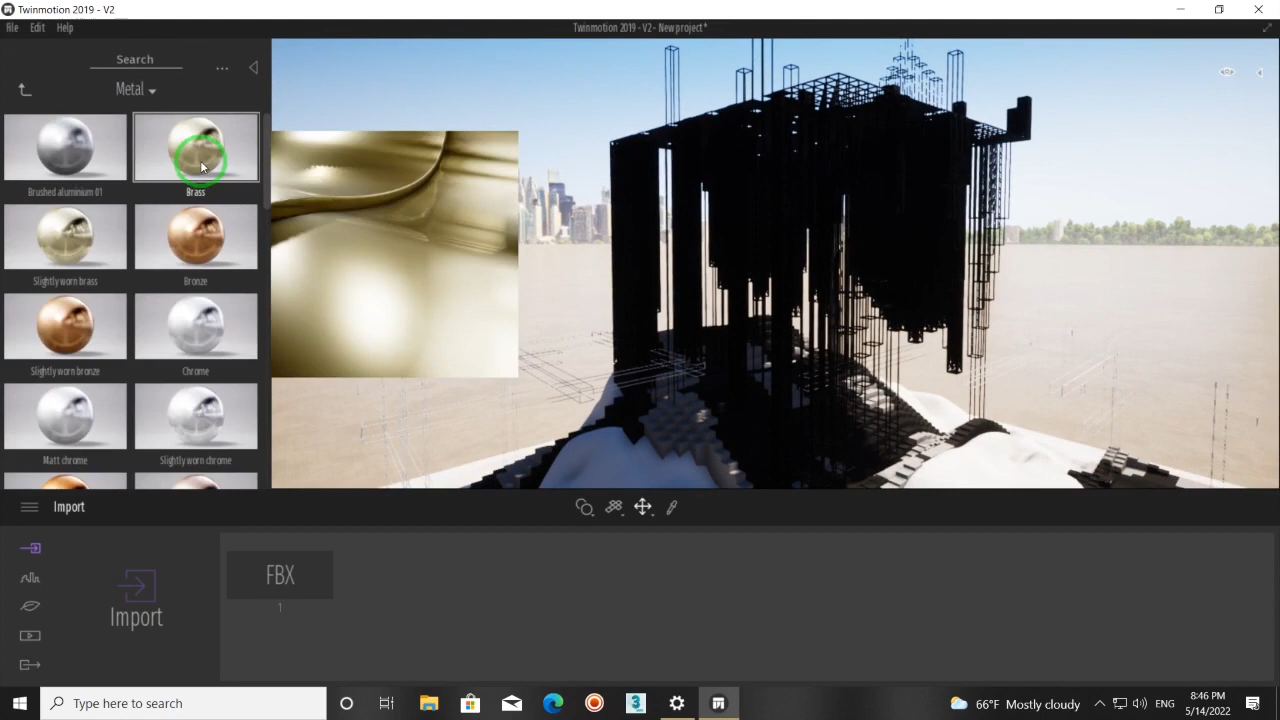 Twinmotion 2019 - V2
File Edit Help
Twinmotion 2019 - V2 - New project*
Search
...
Metal
Brushed aluminium 01
Brass
Slightly worn brass
Bronze
Slightly worn bronze
Chrome
Matt chrome
Slightly worn chrome
Import
Import
FBX
1
Type here to search
66°F Mostly cloudy
ENG
8:46 PM
5/14/2022